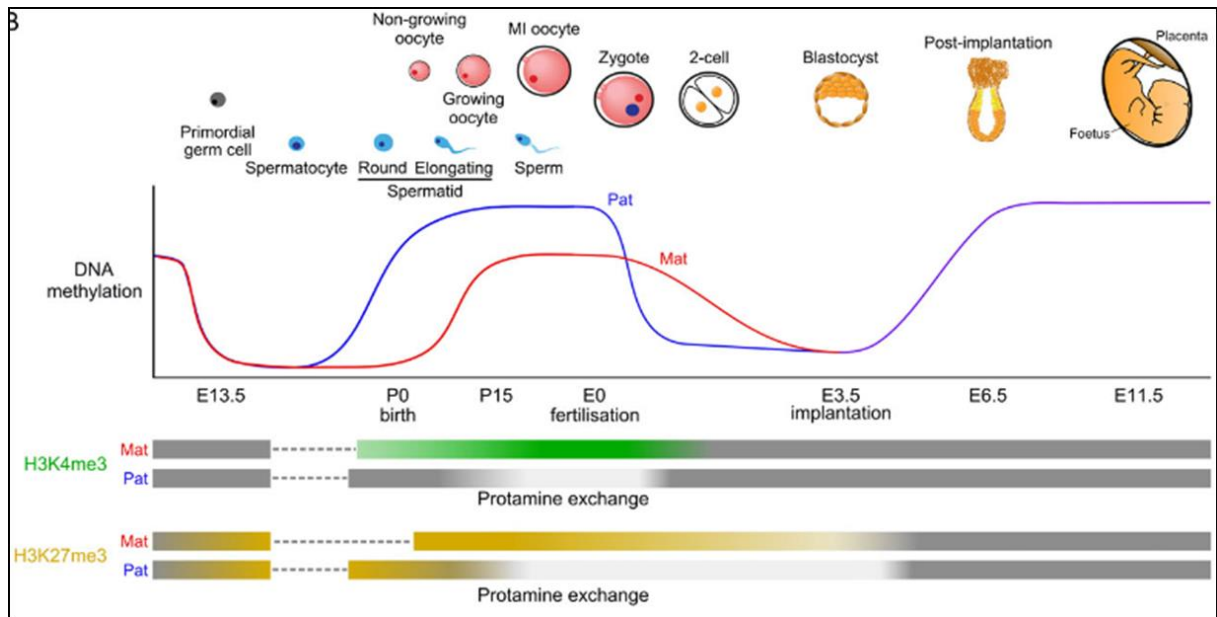 B
Non-growing
oocyte
MI oocyte
Growing
oocyte
Zygote
2-cell
Blastocyst
Post-implantation
Placenta
Foetus
Primordial
germ cell
Spermatocyte
Round Elongating
Spermatid
Sperm
DNA
methylation
Pat
Mat
E13.5
P0
birth
P15
E0
fertilisation
E3.5
implantation
E6.5
E11.5
H3K4me3
Mat
Pat
Protamine exchange
H3K27me3
Mat
Pat
Protamine exchange